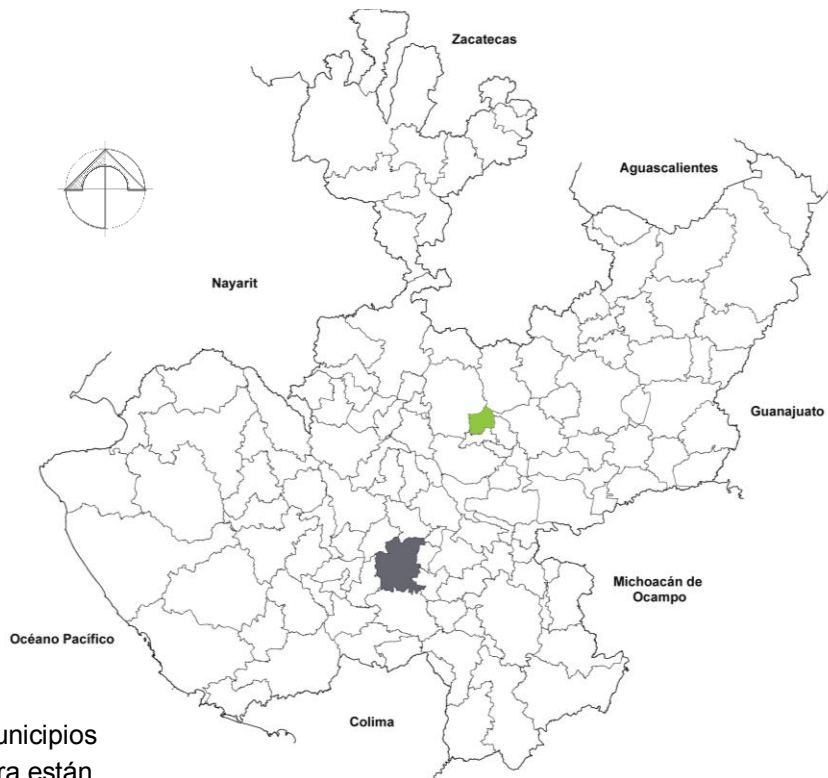 Zacatecas
Aguascalientes
Nayarit
Guanajuato
Michoacán de
Ocampo
Océano Pacífico
Colima
unicipios
ra están